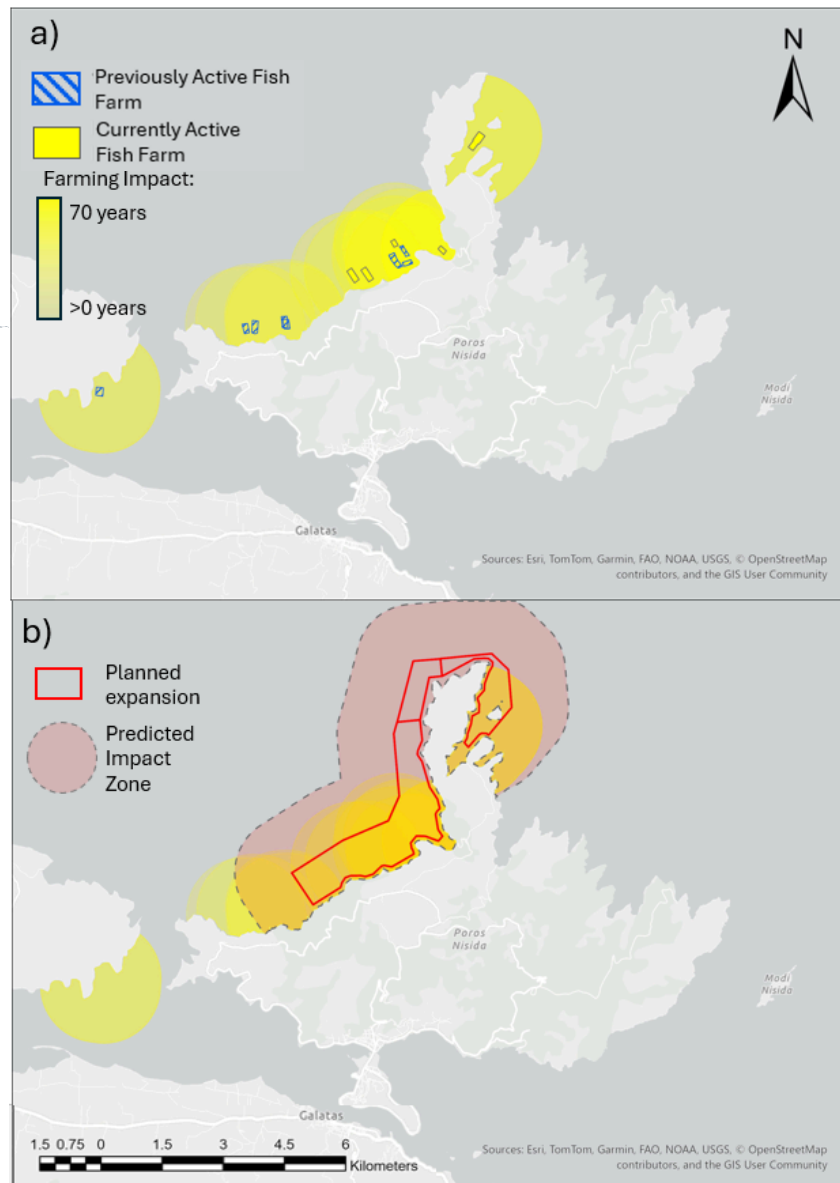 a)
N
Previously Active Fish
Farm
Currently Active
Fish Farm
Farming Impact:
70 years
>0 years
Poros
Nisida
Modi
Nisida
Galatas
Sources: Esri, TomTom, Garmin, FAO, NOAA, USGS, © OpenStreetMap
contributors, and the GIS User Community
b)
Planned
expansion
Predicted
Impact
Zone
Poros
Nisida
Modi
Nisida
Galatas
1.5 0.75 0 1.5 3 4.5 6
Kilometers
Sources: Esri, TomTom, Garmin, FAO, NOAA, USGS, © OpenStreetMap
contributors, and the GIS User Community